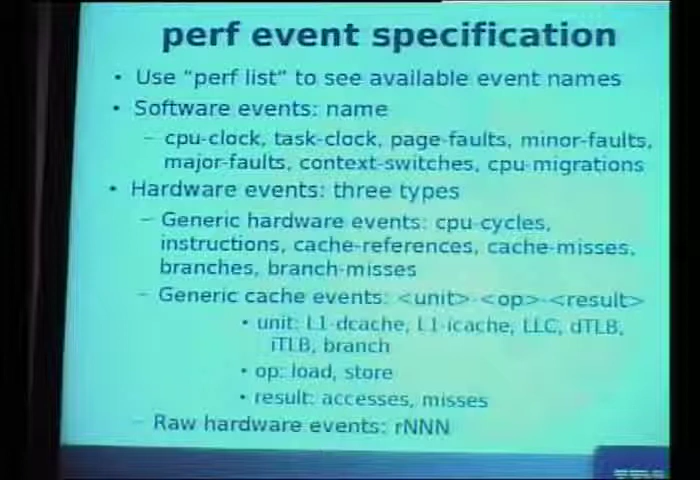 perf event specification
• Use "perf list" to see available event names
• Software events: name
– cpu-clock, task-clock, page-faults, minor-faults,
major-faults, context-switches, cpu-migrations
• Hardware events: three types
– Generic hardware events: cpu-cycles,
instructions, cache-references, cache-misses,
branches, branch-misses
– Generic cache events: <unit>-<op>-<result>
• unit: L1-dcache, L1-icache, LLC, dTLB,
iTLB, branch
• op: load, store
• result: accesses, misses
– Raw hardware events: rNNN